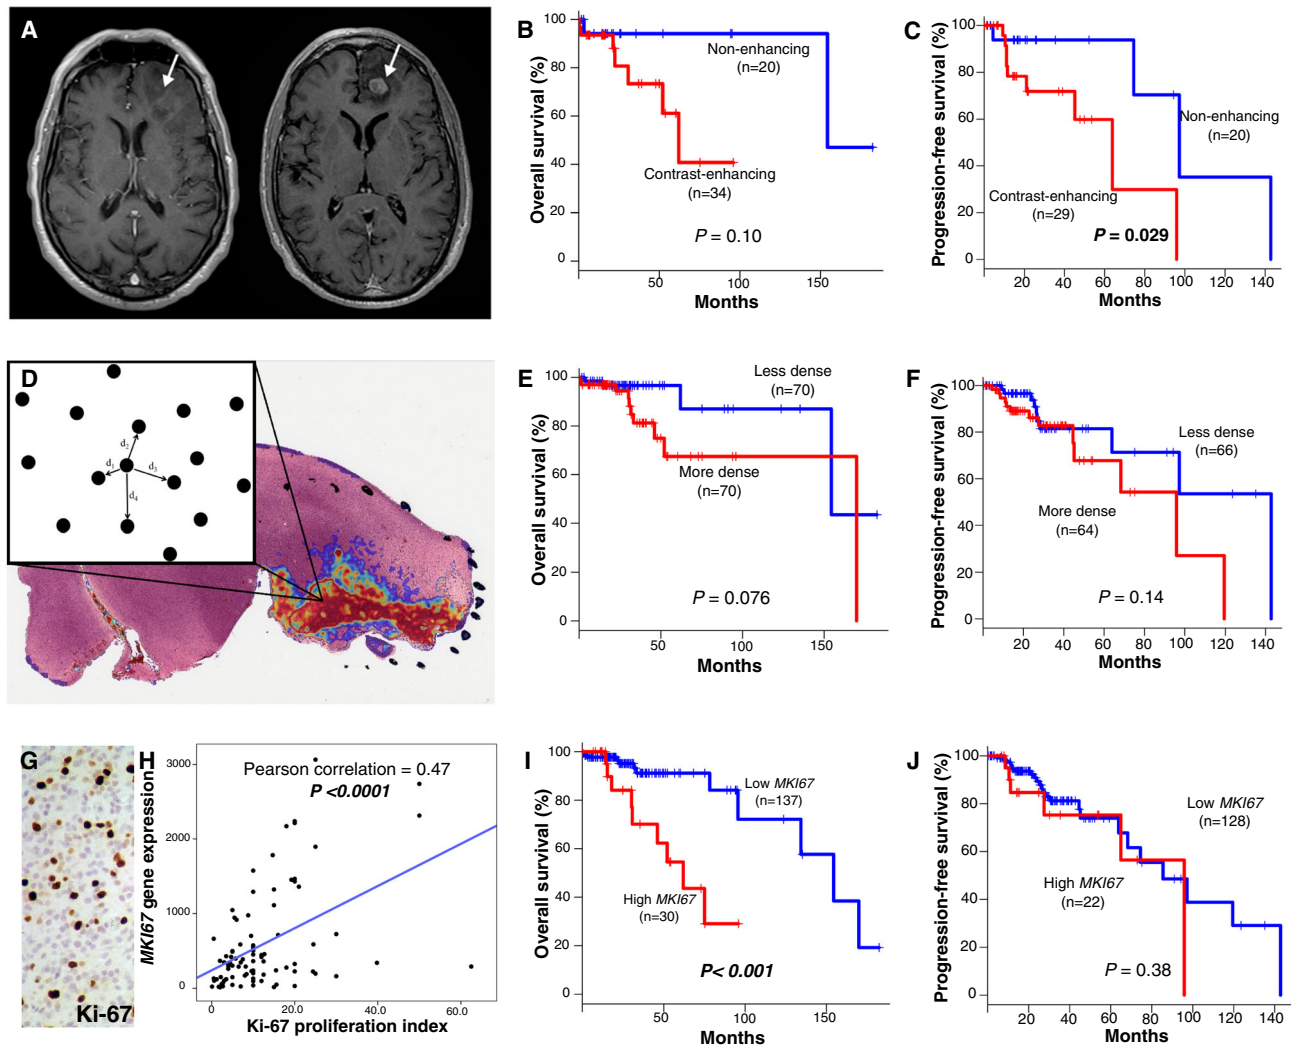 A
B
Overall survival (%)
100
80
60
40
20
0
Non-enhancing
(n=20)
Contrast-enhancing
(n=34)
P = 0.10
50
100
150
Months
C
Progression-free survival (%)
100
80
60
40
20
0
Non-enhancing
(n=20)
Contrast-enhancing
(n=29)
P = 0.029
20
40
60
80
100
120
140
Months
D
d2
d1
d3
d4
E
Overall survival (%)
100
80
60
40
20
0
Less dense
(n=70)
More dense
(n=70)
P = 0.076
50
100
150
Months
F
Progression-free survival (%)
100
80
60
40
20
0
Less dense
(n=66)
More dense
(n=64)
P = 0.14
20
40
60
80
100
120
140
Months
G
Ki-67
H
MKI67 gene expression
3000
2000
1000
0
Pearson correlation = 0.47
P <0.0001
0
20.0
40.0
60.0
Ki-67 proliferation index
I
Overall survival (%)
100
80
60
40
20
0
Low MKI67
(n=137)
High MKI67
(n=30)
P< 0.001
50
100
150
Months
J
Progression-free survival (%)
100
80
60
40
20
0
Low MKI67
(n=128)
High MKI67
(n=22)
P = 0.38
20
40
60
80
100
120
140
Months